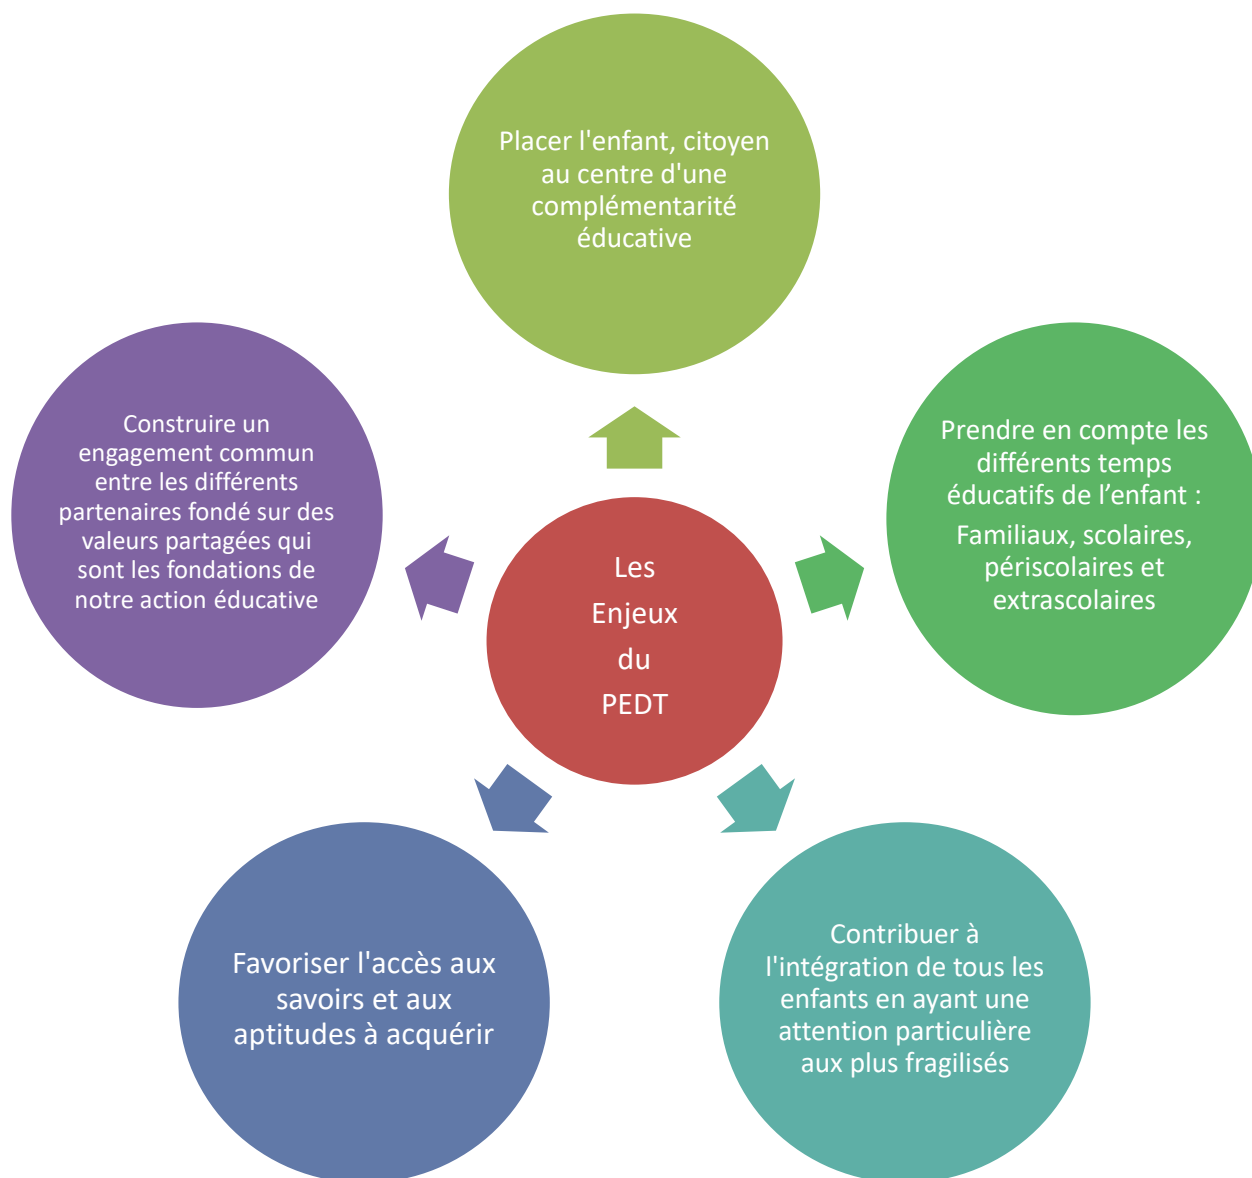 Placer l'enfant, citoyen
au centre d'une
complémentarité
éducative
Prendre en compte les
différents temps
éducatifs de l’enfant :
Familiaux, scolaires,
périscolaires et
extrascolaires
Contribuer à
l'intégration de tous les
enfants en ayant une
attention particulière
aux plus fragilisés
Favoriser l'accès aux
savoirs et aux
aptitudes à acquérir
Construire un
engagement commun
entre les différents
partenaires fondé sur des
valeurs partagées qui
sont les fondations de
notre action éducative
Les
Enjeux
du
PEDT